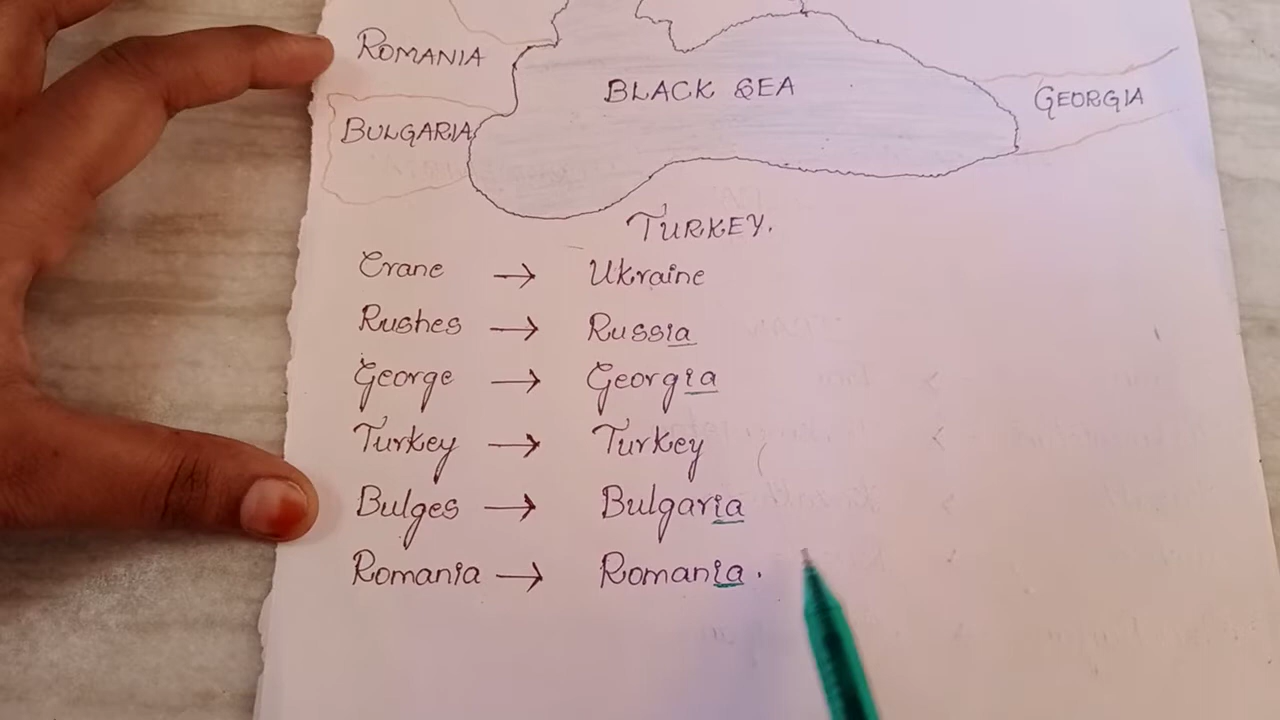 ROMANIA
BLACK SEA
GEORGIA
BULGARIA
TURKEY.
Crane → Ukraine
Rushes → Russia
George → Georgia
Turkey → Turkey
Bulges → Bulgaria
Romania → Romania.